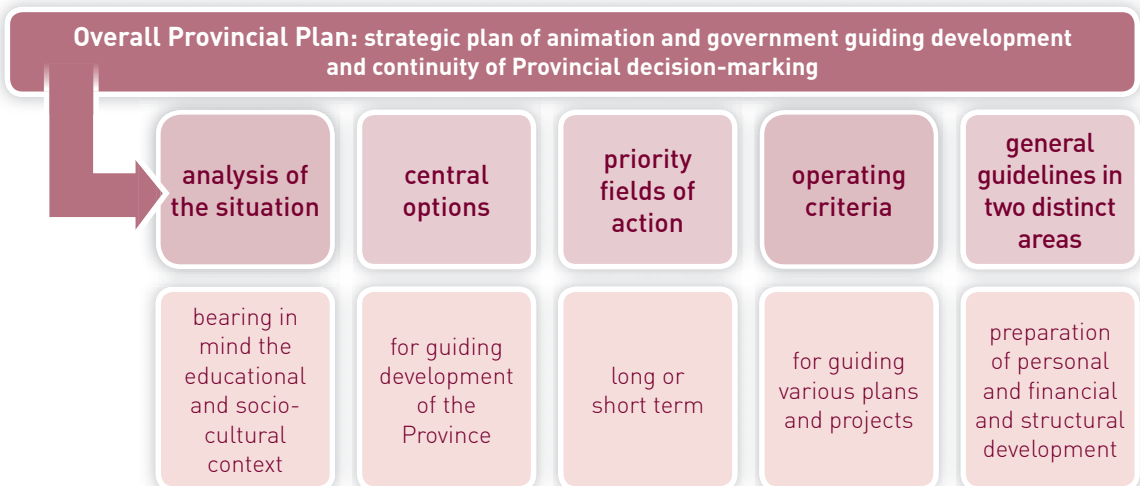 Overall Provincial Plan: strategic plan of animation and government guiding development
and continuity of Provincial decision-marking
analysis of
the situation
central
options
priority
fields of
action
operating
criteria
general
guidelines in
two distinct
areas
bearing in
mind the
educational
and socio-
cultural
context
for guiding
development
of the
Province
long or
short term
for guiding
various plans
and projects
preparation
of personal
and financial
and structural
development